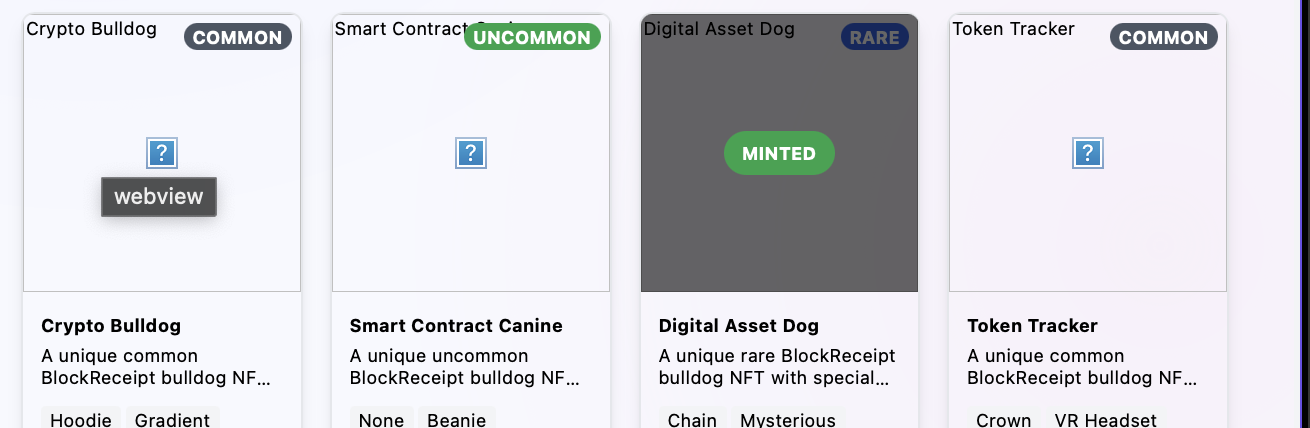 Crypto Bulldog
COMMON
Smart Contract
UNCOMMON
Digital Asset Dog
RARE
Token Tracker
COMMON
?
webview
?
MINTED
?
Crypto Bulldog
A unique common
BlockReceipt bulldog NF...
Hoodie Gradient
Smart Contract Canine
A unique uncommon
BlockReceipt bulldog NF...
None Beanie
Digital Asset Dog
A unique rare BlockReceipt
bulldog NFT with special...
Chain Mysterious
Token Tracker
A unique common
BlockReceipt bulldog NF...
Crown VR Headset